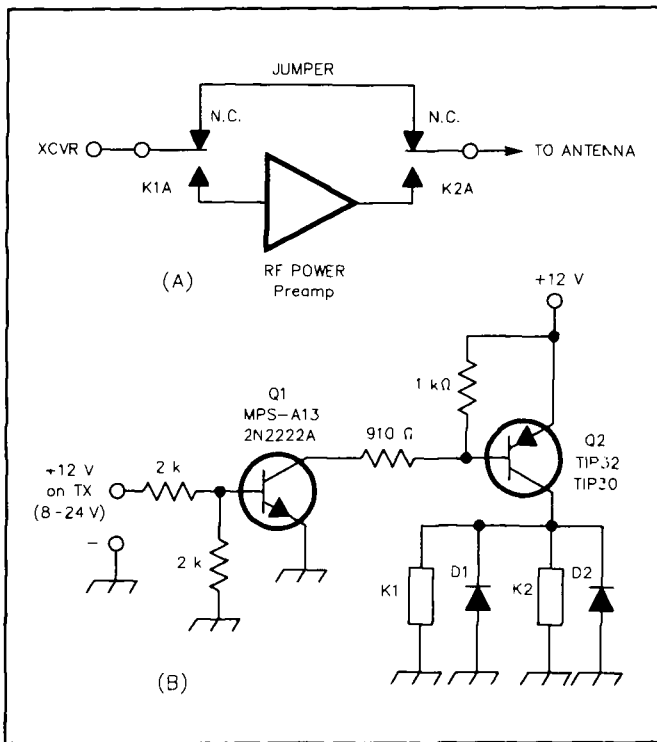 JUMPER
N.C. N.C.
XCVR TO ANTENNA
K1A K2A
RF POWER
Preamp
(A)
+12 V
1 kΩ
Q1
MPS-A13
2N2222A
910 Ω
Q2
TIP32
TIP30
+12 V
on TX
(8-24 V)
2 k
-
2 k
K1 D1 K2 D2
(B)